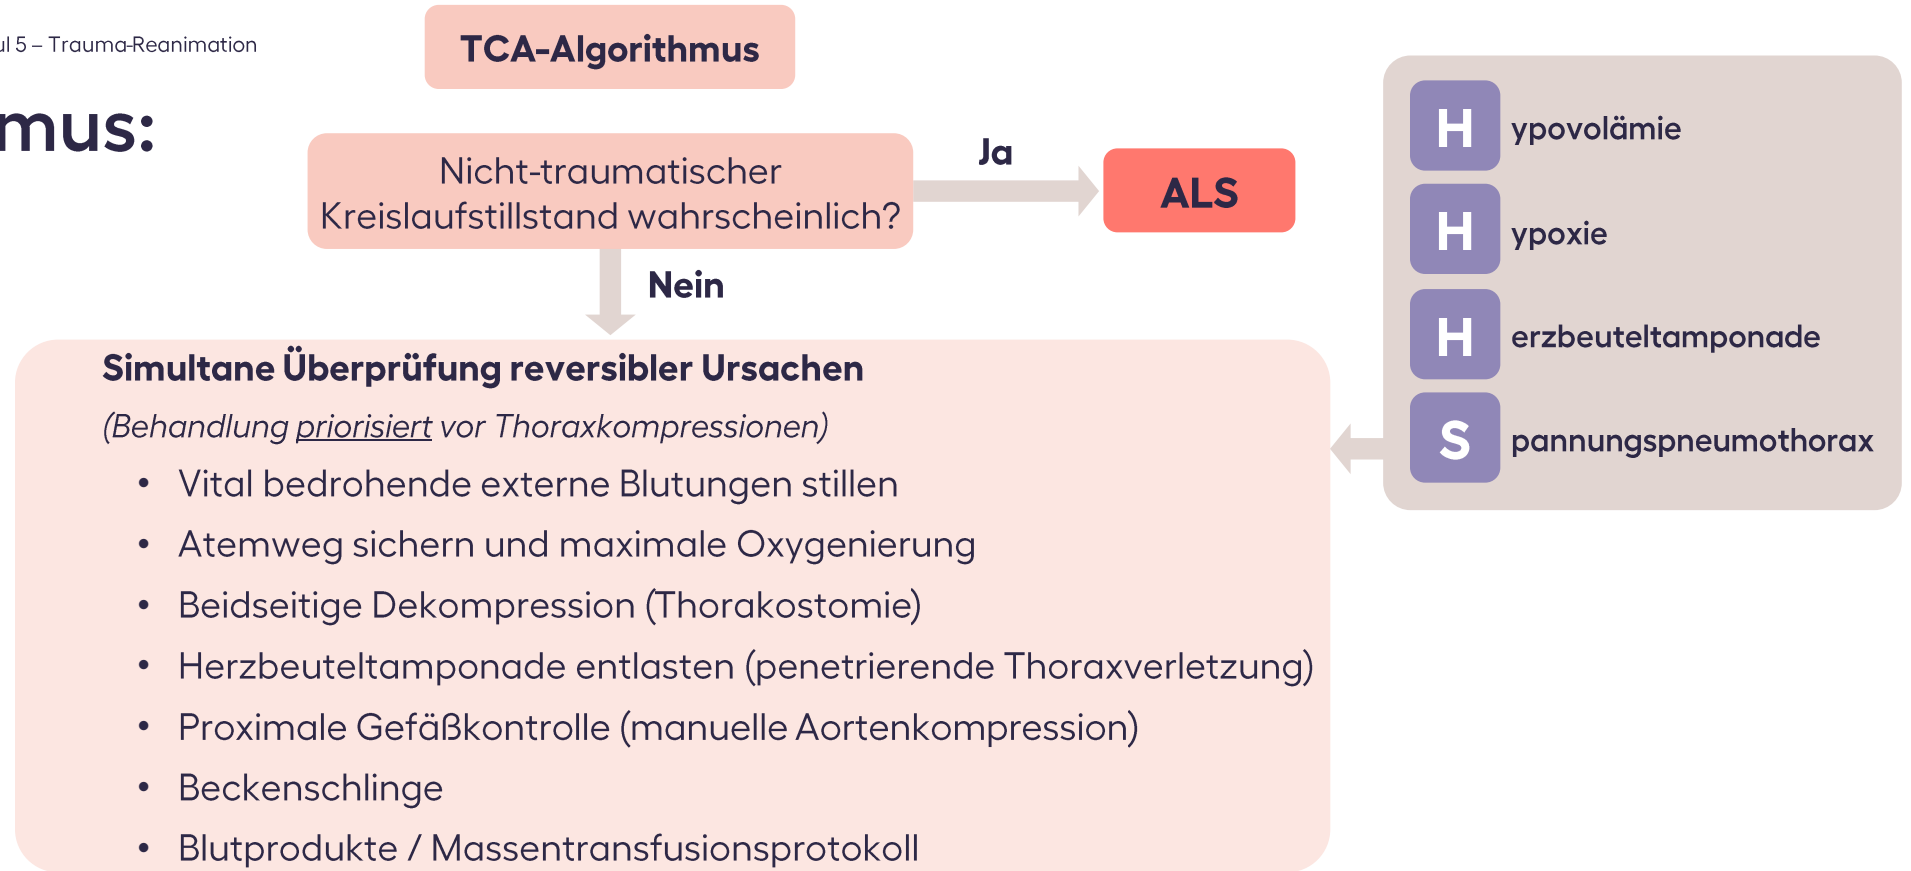 ul 5 – Trauma-Reanimation
TCA-Algorithmus
mus:
Nicht-traumatischer
Kreislaufstillstand wahrscheinlich?
Ja
ALS
Nein
Simultane Überprüfung reversibler Ursachen
(Behandlung priorisiert vor Thoraxkompressionen)
• Vital bedrohende externe Blutungen stillen
• Atemweg sichern und maximale Oxygenierung
• Beidseitige Dekompression (Thorakostomie)
• Herzbeuteltamponade entlasten (penetrierende Thoraxverletzung)
• Proximale Gefäßkontrolle (manuelle Aortenkompression)
• Beckenschlinge
• Blutprodukte / Massentransfusionsprotokoll
H ypovolämie
H ypoxie
H erzbeuteltamponade
S pannungspneumothorax